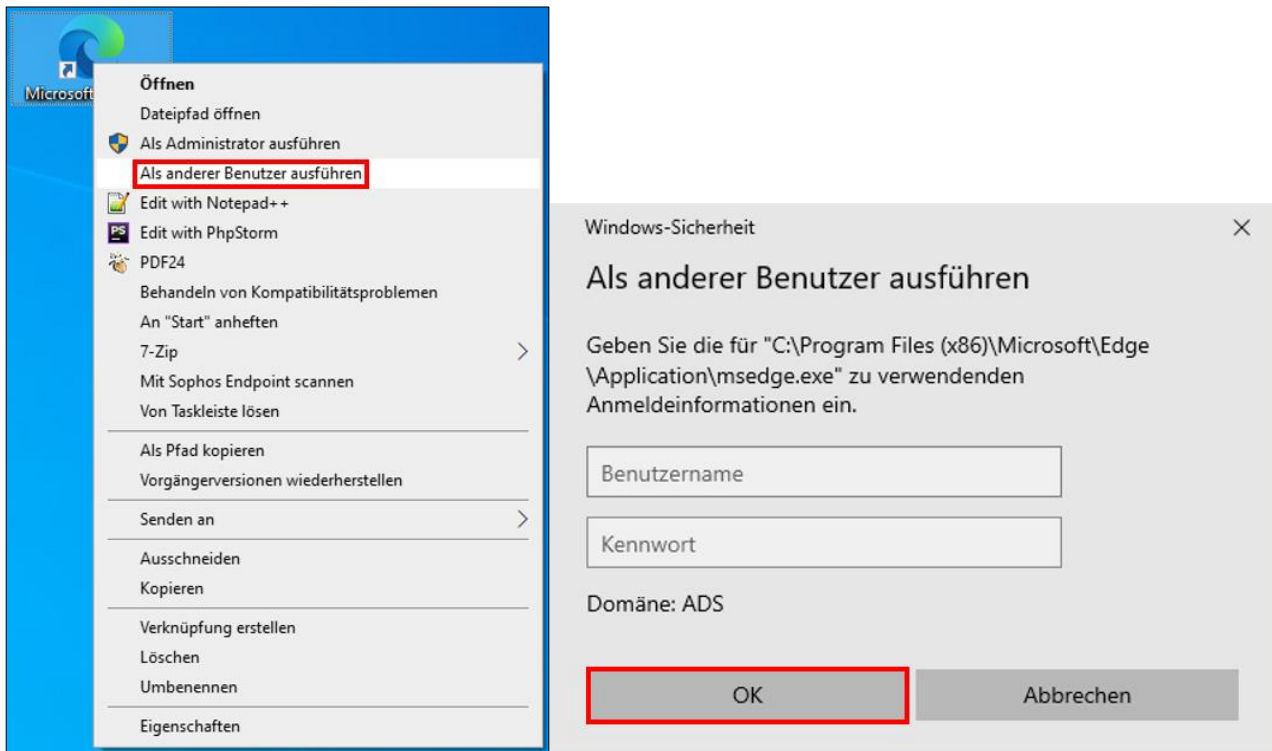 Microsoft
Öffnen
Dateipfad öffnen
Als Administrator ausführen
Als anderer Benutzer ausführen
Edit with Notepad++
PS
Edit with PhpStorm
PDF24
Behandeln von Kompatibilitätsproblemen
An "Start" anheften
7-Zip
Mit Sophos Endpoint scannen
Von Taskleiste lösen
Als Pfad kopieren
Vorgängerversionen wiederherstellen
Senden an
Ausschneiden
Kopieren
Verknüpfung erstellen
Löschen
Umbenennen
Eigenschaften
Windows-Sicherheit
Als anderer Benutzer ausführen
Geben Sie die für "C:\Program Files (x86)\Microsoft\Edge
\Application\msedge.exe" zu verwendenden
Anmeldeinformationen ein.
Benutzername
Kennwort
Domäne: ADS
OK
Abbrechen